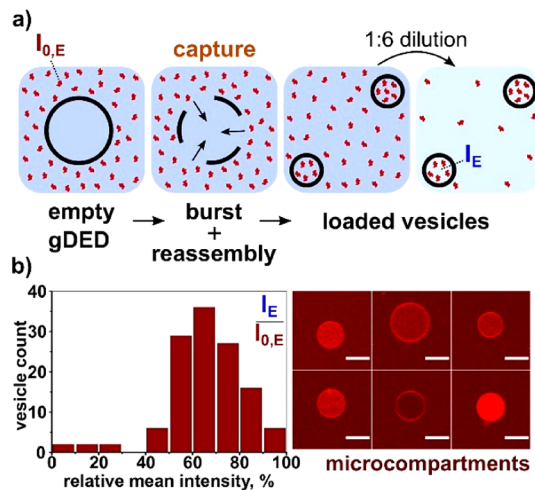 a)
I0,E
capture
1:6 dilution
IE
empty
gDED
burst
+
reassembly
loaded vesicles
b)
40
30
20
10
0
vesicle count
IE
I0,E
0 20 40 60 80 100
relative mean intensity, %
microcompartments